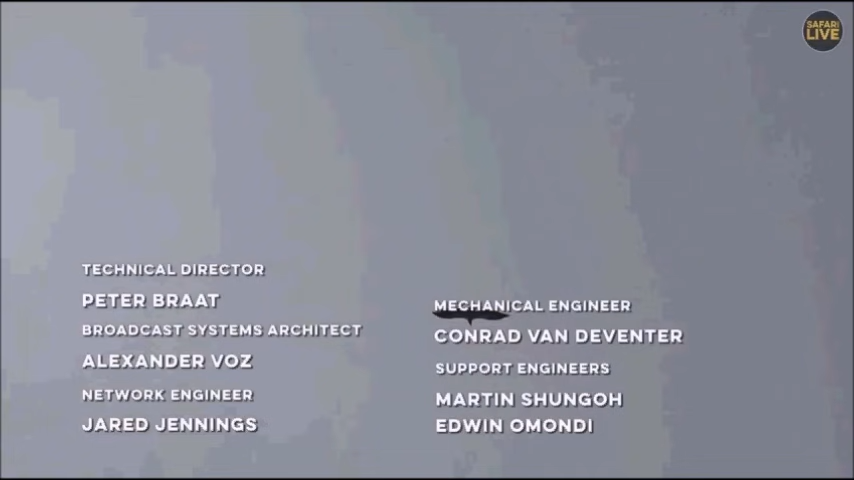 SAFARI
LIVE
TECHNICAL DIRECTOR
PETER BRAAT
BROADCAST SYSTEMS ARCHITECT
ALEXANDER VOZ
NETWORK ENGINEER
JARED JENNINGS
MECHANICAL ENGINEER
CONRAD VAN DEVENTER
SUPPORT ENGINEERS
MARTIN SHUNGOH
EDWIN OMONDI